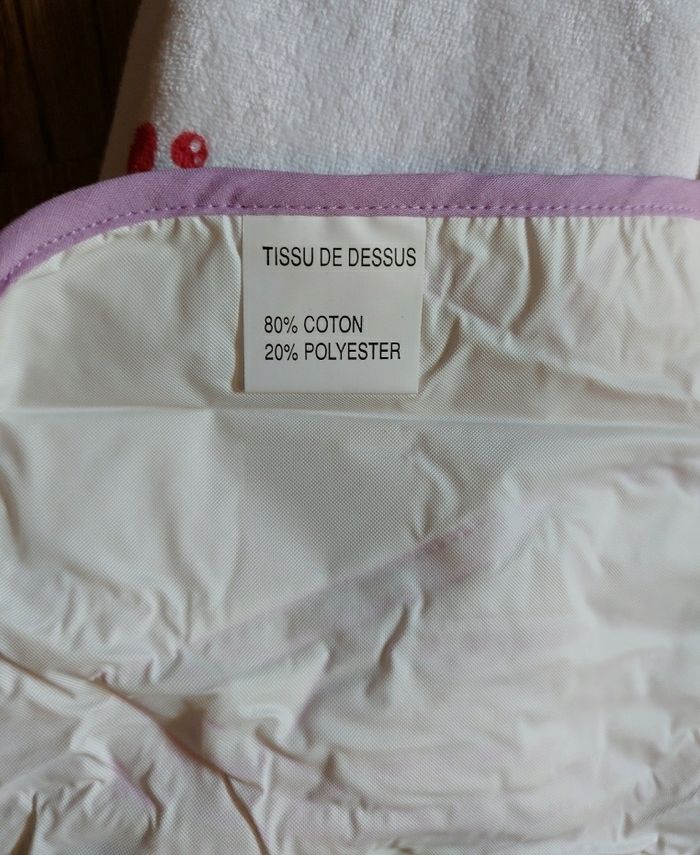 TISSU DE DESSUS
80% COTON
20% POLYESTER